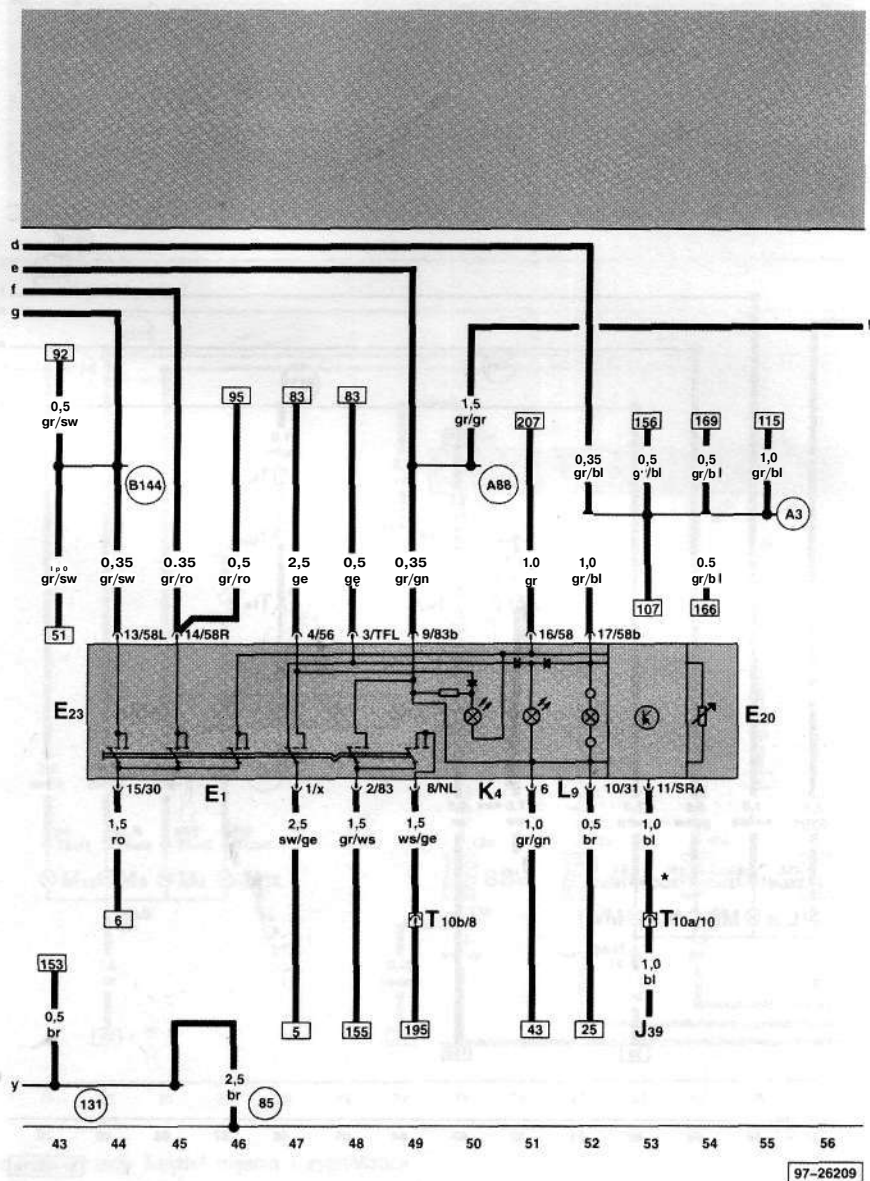 d
e
f
g
92
95
83
83
0,5
gr/sw
1,5
gr/gr
207
156
169
115
0,35
gr/bl
0,5
0,5
gr/bl
1,0
gr/bl
B144
A88
A3
gr/sw
0,35
gr/sw
0.35
gr/ro
0,5
gr/ro
2,5
ge
0,5
gę
0,35
gr/gn
1.0
gr
1,0
gr/bl
0.5
gr/bl
107
166
51
13/58L
14/58R
4/56
3/TFL
9/83b
16/58
17/58b
E23
E20
E1
K4
L9
15/30
1/x
2/83
8/NL
6
10/31
11/SRA
1,5
ro
2,5
sw/ge
1,5
gr/ws
1,5
ws/ge
1,0
gr/gn
0,5
br
1,0
bl
*
6
T10b/8
T10a/10
153
1,0
bl
0,5
br
5
155
195
43
25
J39
y
131
2,5
br
85
43 44 45 46 47 48 49 50 51 52 53 54 55 56
97-26209